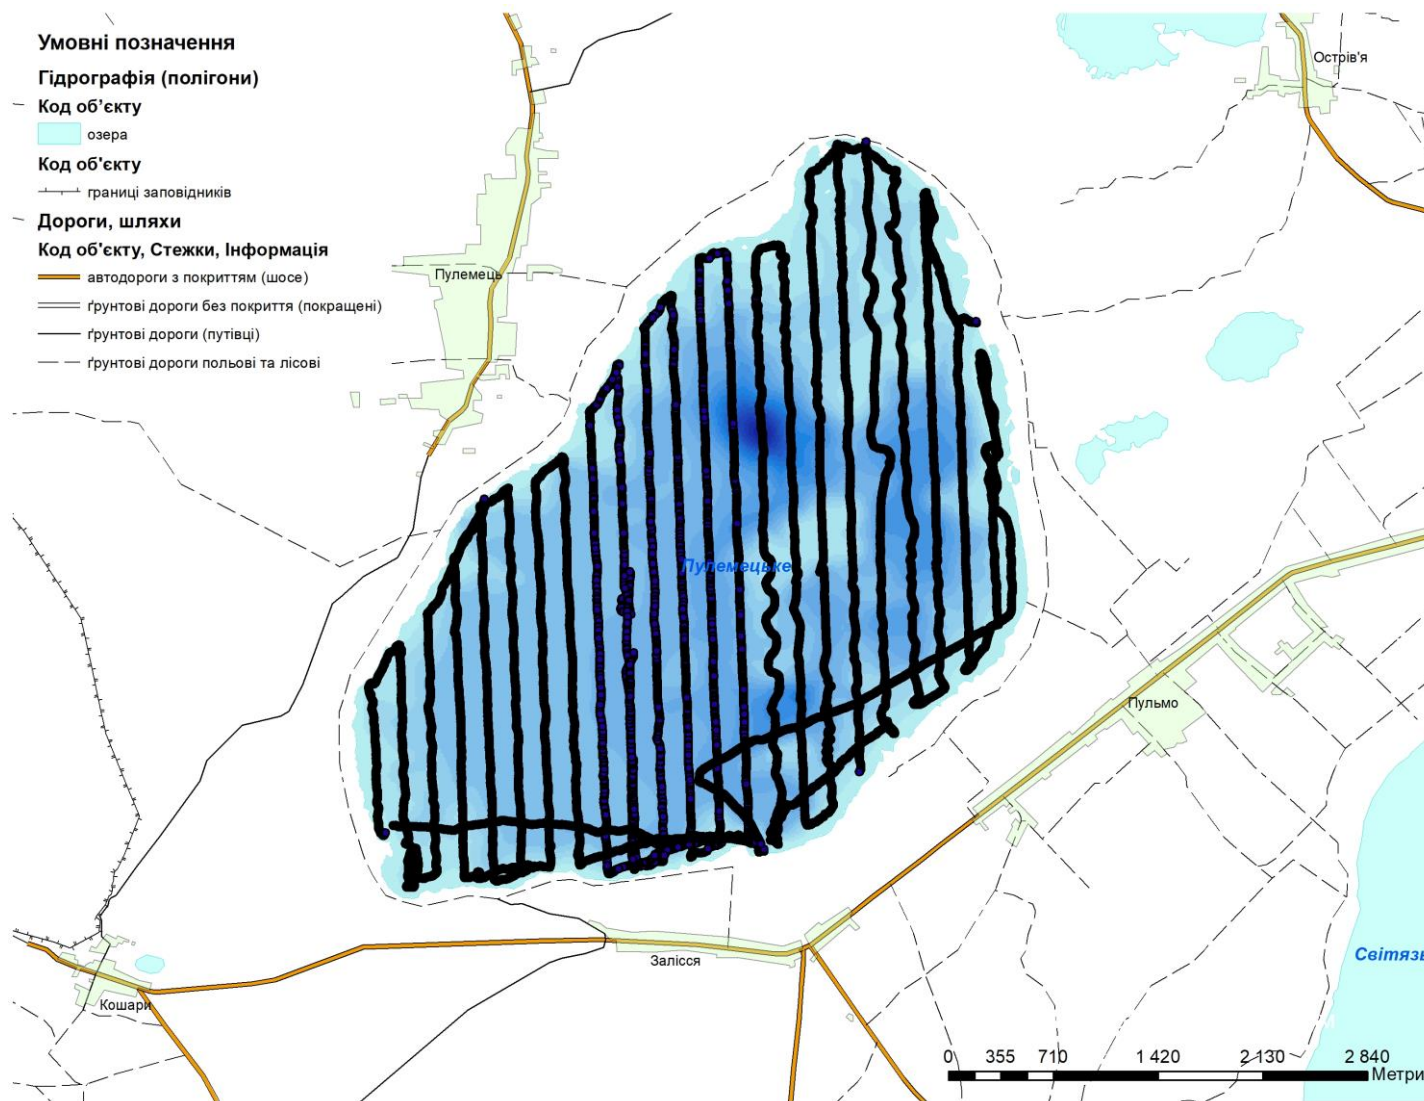 Умовні позначення
Гідрографія (полігони)
Код об'єкту
озера
Код об'єкту
границі заповідників
Дороги, шляхи
Код об'єкту, Стежки, Інформація
автодороги з покриттям (шосе)
ґрунтові дороги без покриття (покращені)
ґрунтові дороги (путівці)
ґрунтові дороги польові та лісові
Острів'я
Пулемець
Пулемецьке
Пульмо
Світязь
Залісся
Кошари
0 355 710 1 420 2 130 2 840
Метри